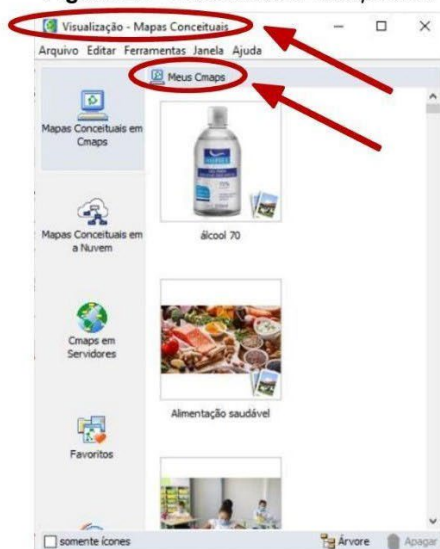 Visualização - Mapas Conceituais
Arquivo Editar Ferramentas Janela Ajuda
Meus Cmaps
Mapas Conceituais em
Cmaps
álcool 70
Mapas Conceituais em
a Nuvem
Cmaps em
Servidores
Alimentação saudável
Favoritos
somente ícones
Árvore
Apagar